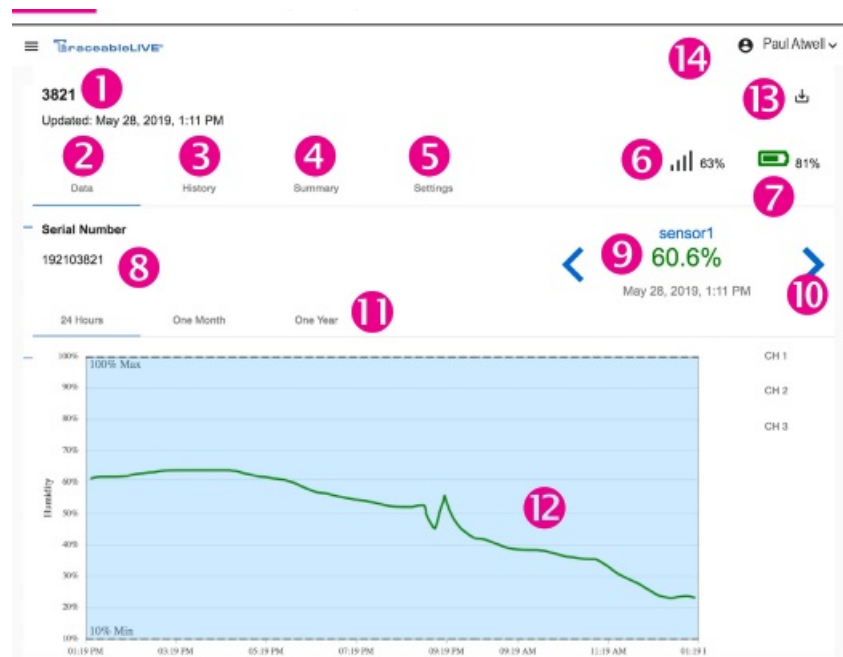 TraceableLIVE®
14
Paul Atwell
3821
1
13
Updated: May 28, 2019, 1:11 PM
2
3
4
5
6
63%
81%
Data
History
Summary
Settings
7
Serial Number
sensor1
192103821
8
9
60.6%
May 28, 2019, 1:11 PM
10
24 Hours
One Month
One Year
11
100%
100% Max
CH 1
90%
CH 2
80%
CH 3
70%
60%
Humidity
50%
12
40%
30%
20%
10%
10% Min
01:19 PM
03:19 PM
05:19 PM
07:19 PM
09:19 PM
09:19 AM
11:19 AM
01:19 I